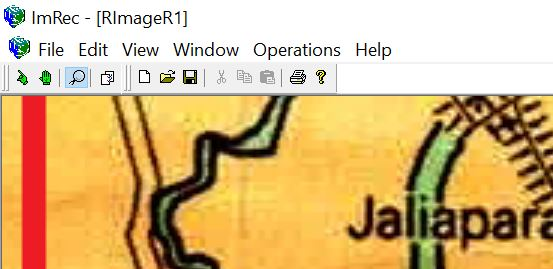 ImRec - [RImageR1]
File Edit View Window Operations Help
Jaliapara